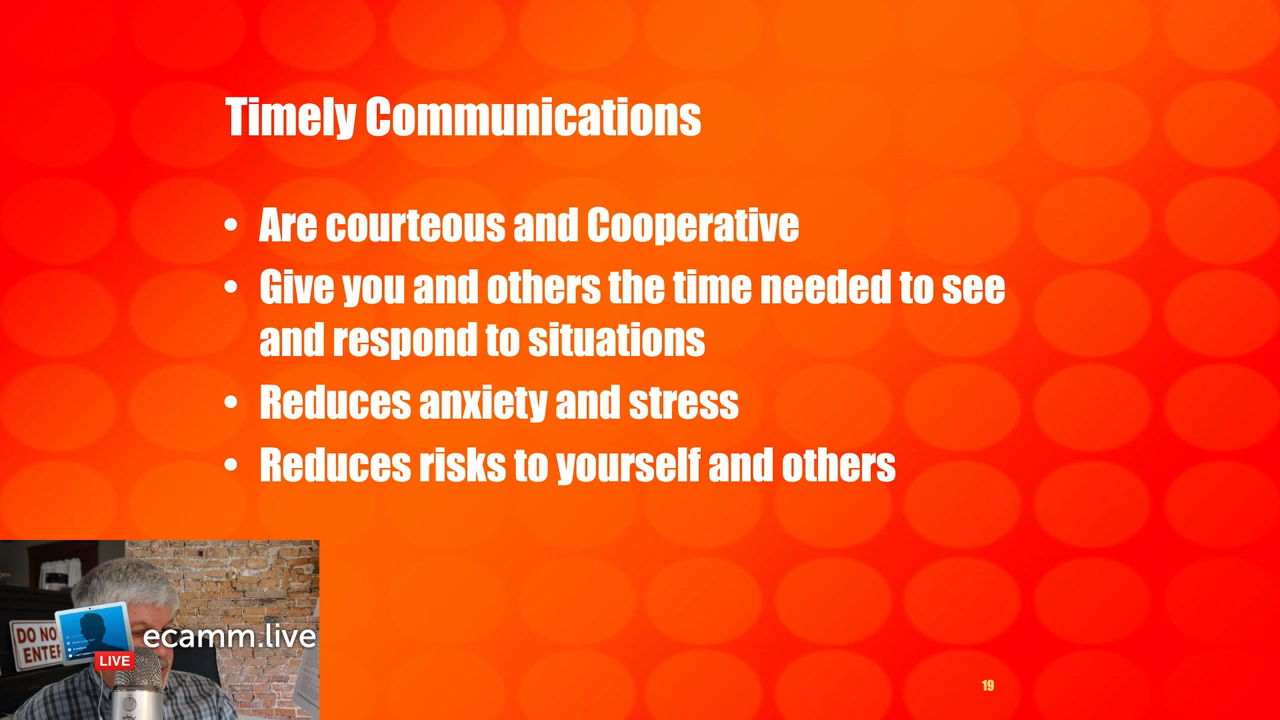 Timely Communications
• Are courteous and Cooperative
• Give you and others the time needed to see
and respond to situations
• Reduces anxiety and stress
• Reduces risks to yourself and others
DO NO
ENTER
ecamm.live
LIVE
19